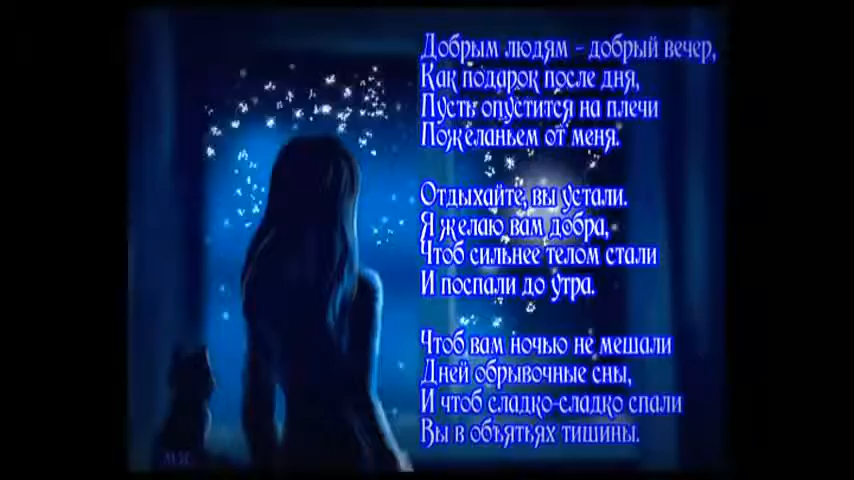 Добрым людям - добрый вечер,
Как подарок после дня,
Пусть опустится на плечи
Пожеланьем от меня.
Отдыхайте, вы устали.
Я желаю вам добра,
Чтоб сильнее телом стали
И поспали до утра.
Чтоб вам ночью не мешали
Дней обрывочные сны,
И чтоб сладко-сладко спали
Вы в объятьях тишины.